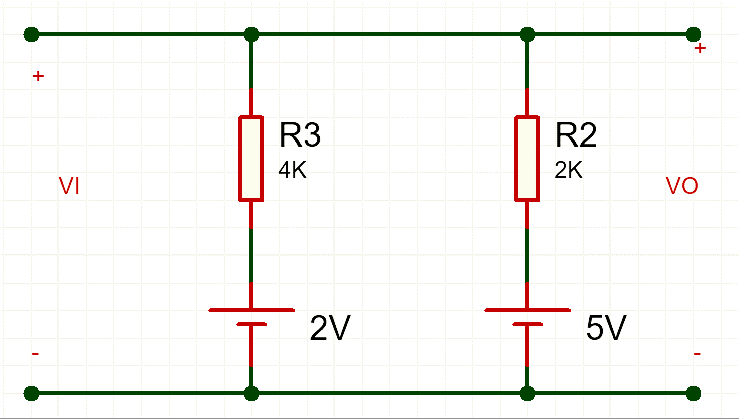 +
+
R3
4K
R2
2K
VI
VO
2V
5V
-
-